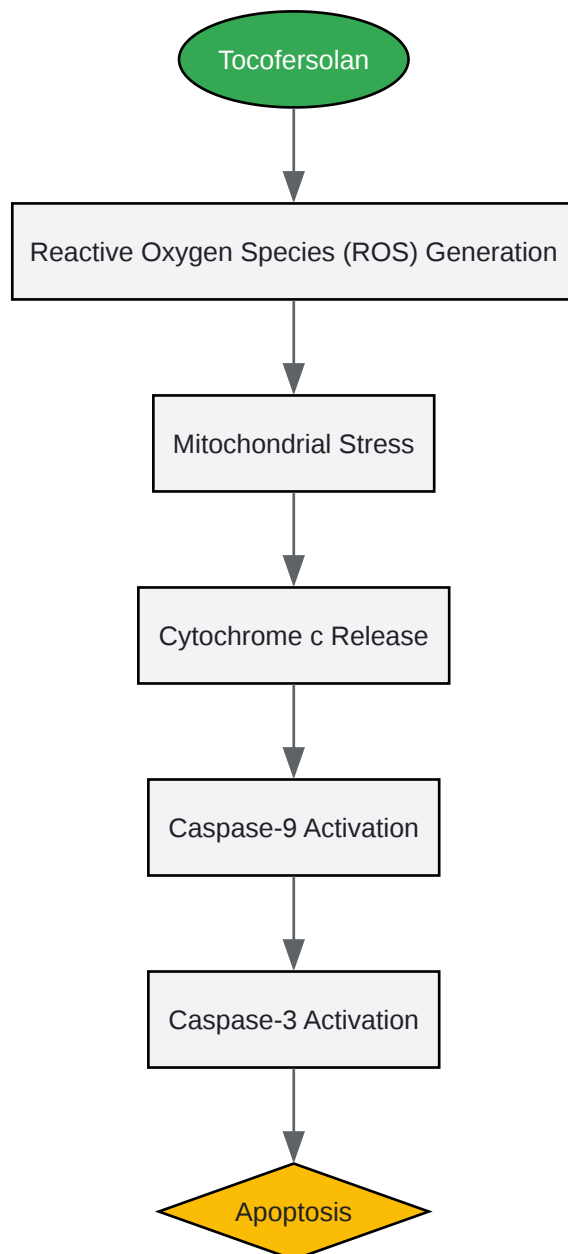 Tocofersolan
Reactive Oxygen Species (ROS) Generation
Mitochondrial Stress
Cytochrome c Release
Caspase-9 Activation
Caspase-3 Activation
Apoptosis